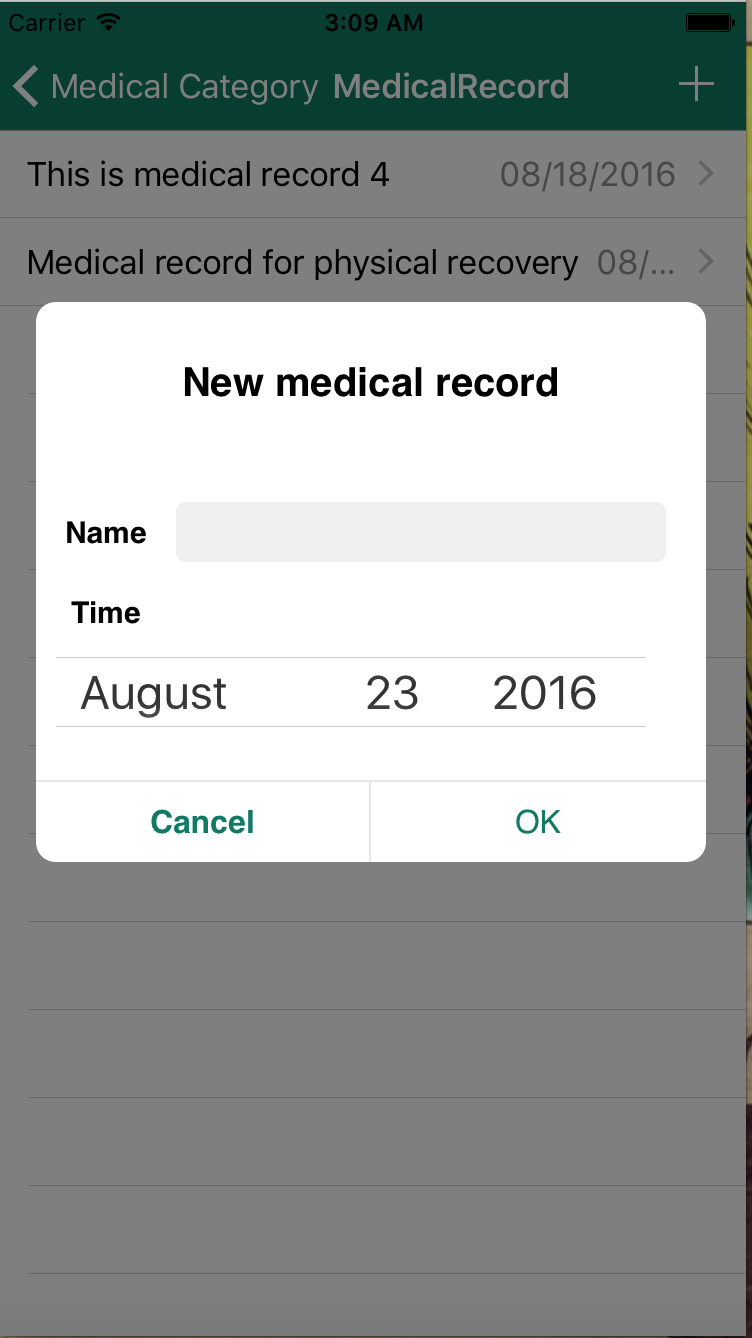 Carrier 3:09 AM
Medical Category MedicalRecord
This is medical record 4 08/18/2016
Medical record for physical recovery 08/...
New medical record
Name
Time
August 23 2016
Cancel OK